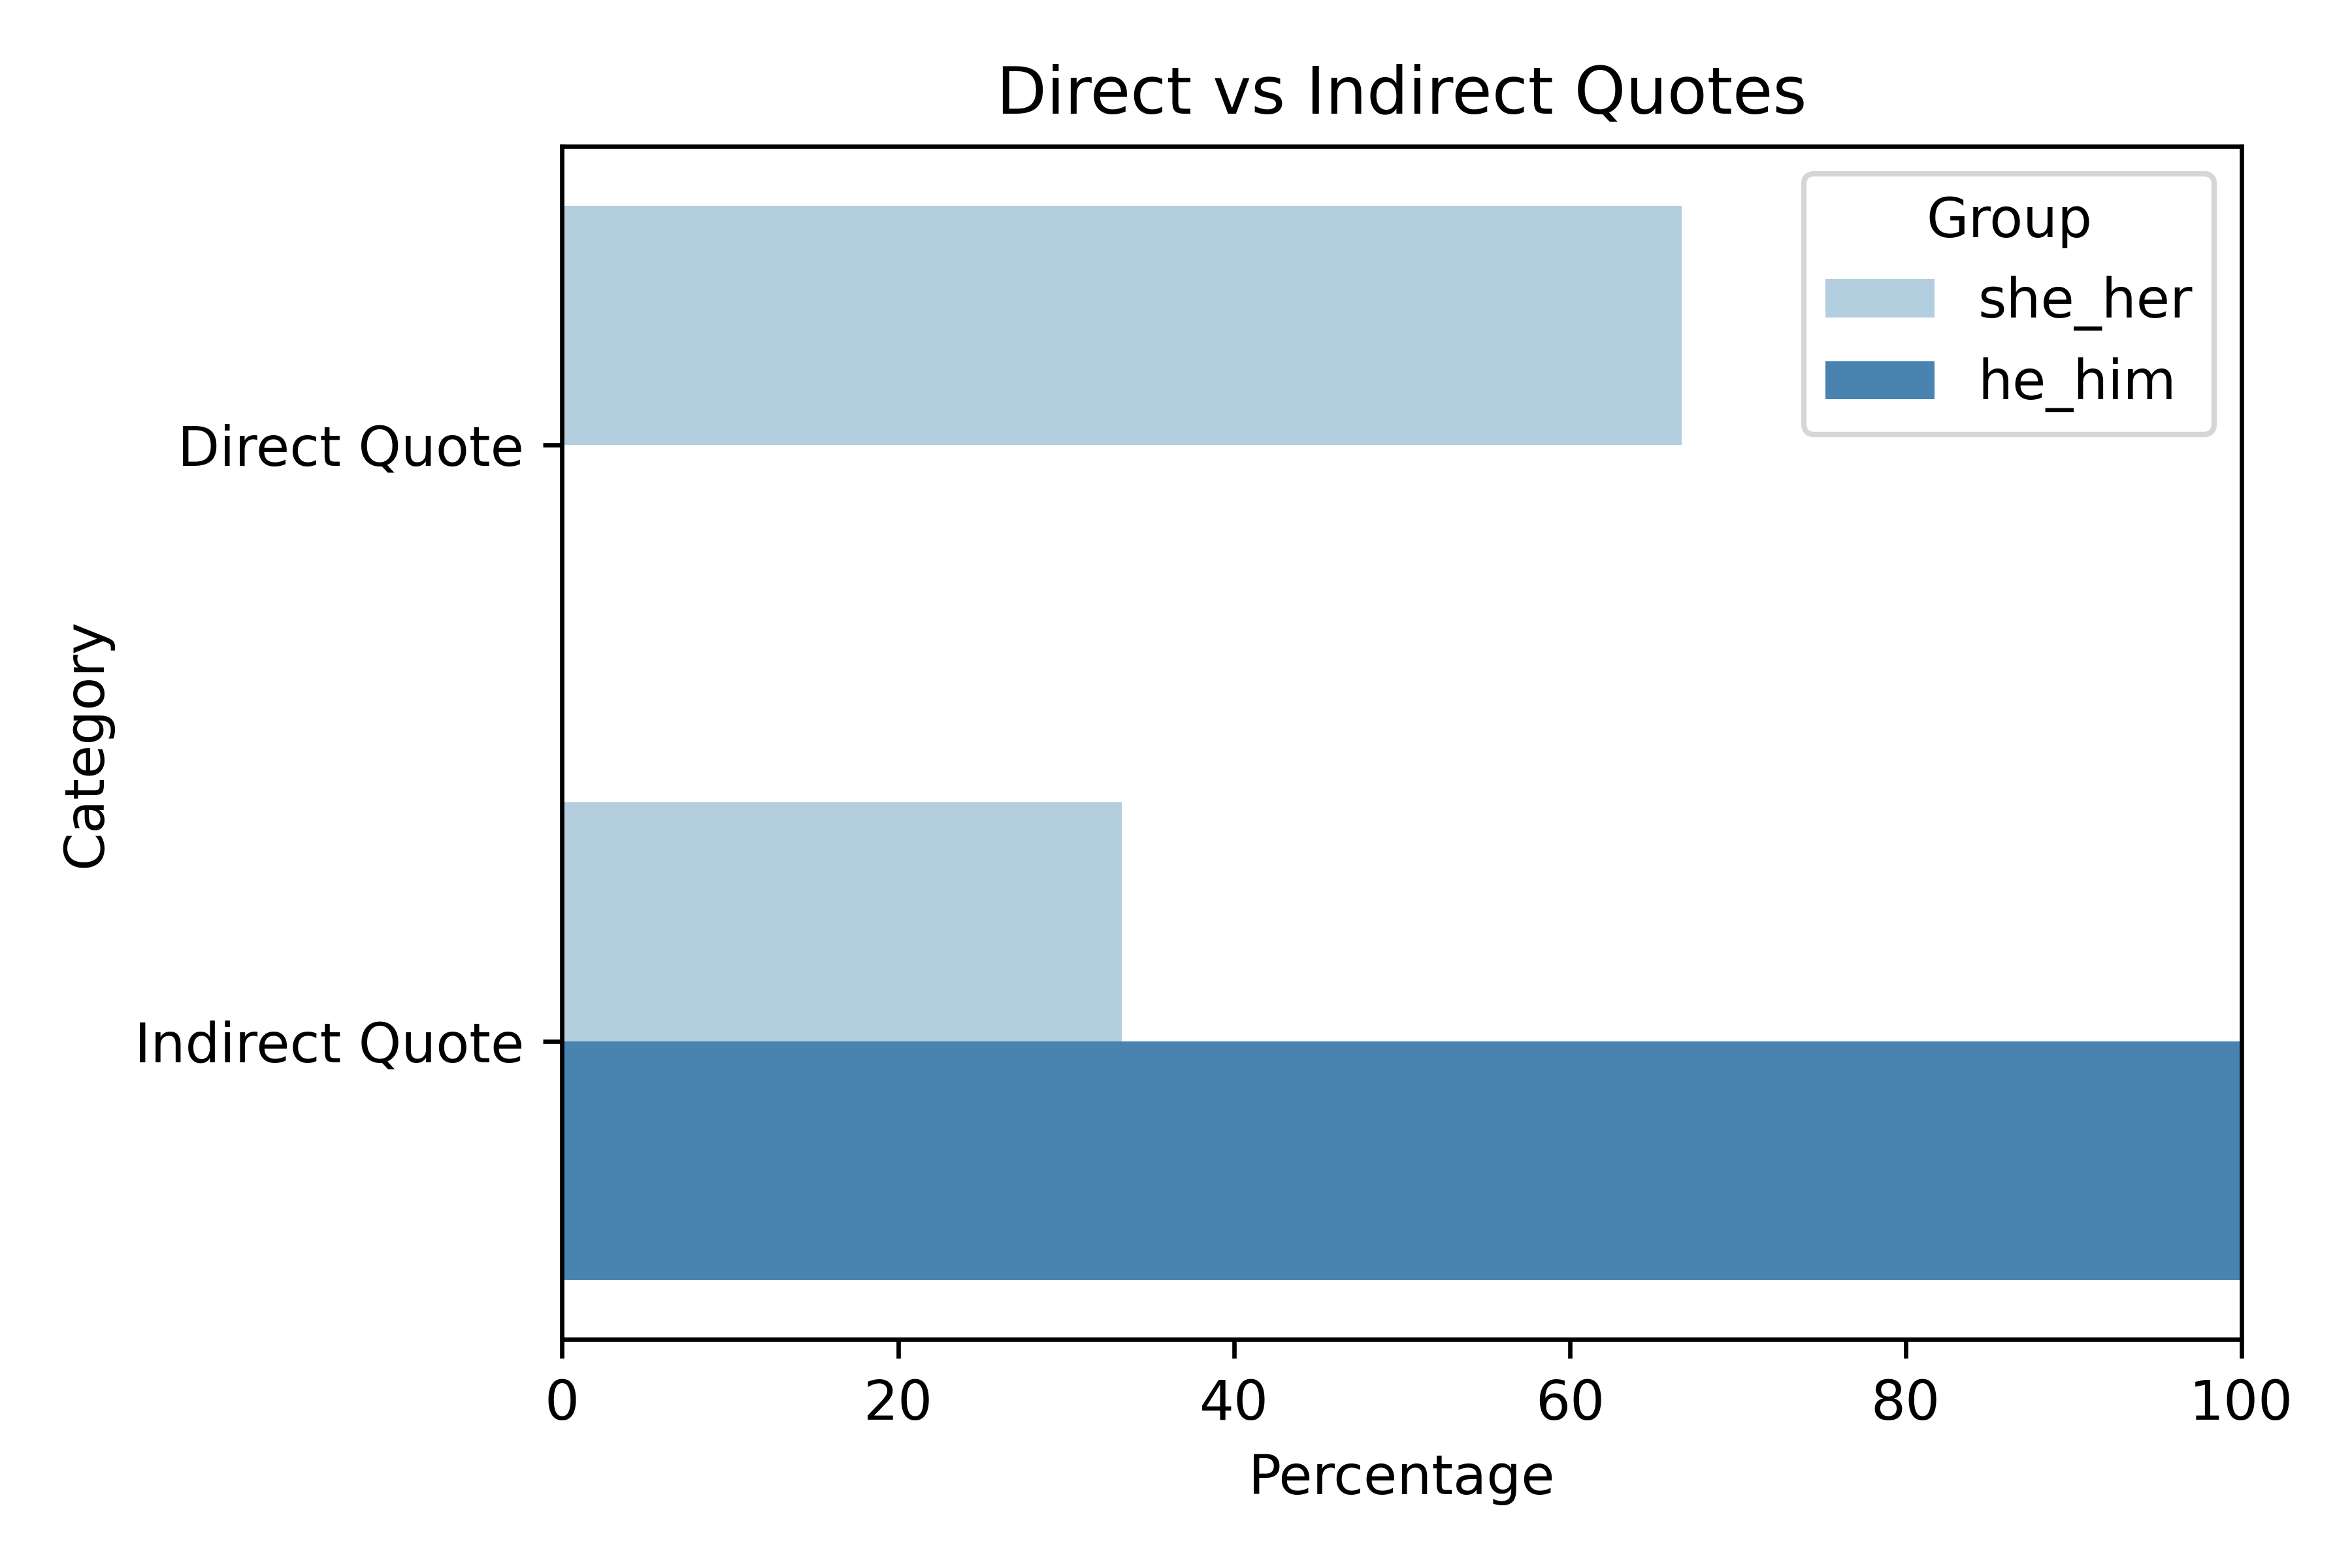 Direct vs Indirect Quotes
Group
she_her
he_him
Direct Quote
Indirect Quote
Category
0 20 40 60 80 100
Percentage